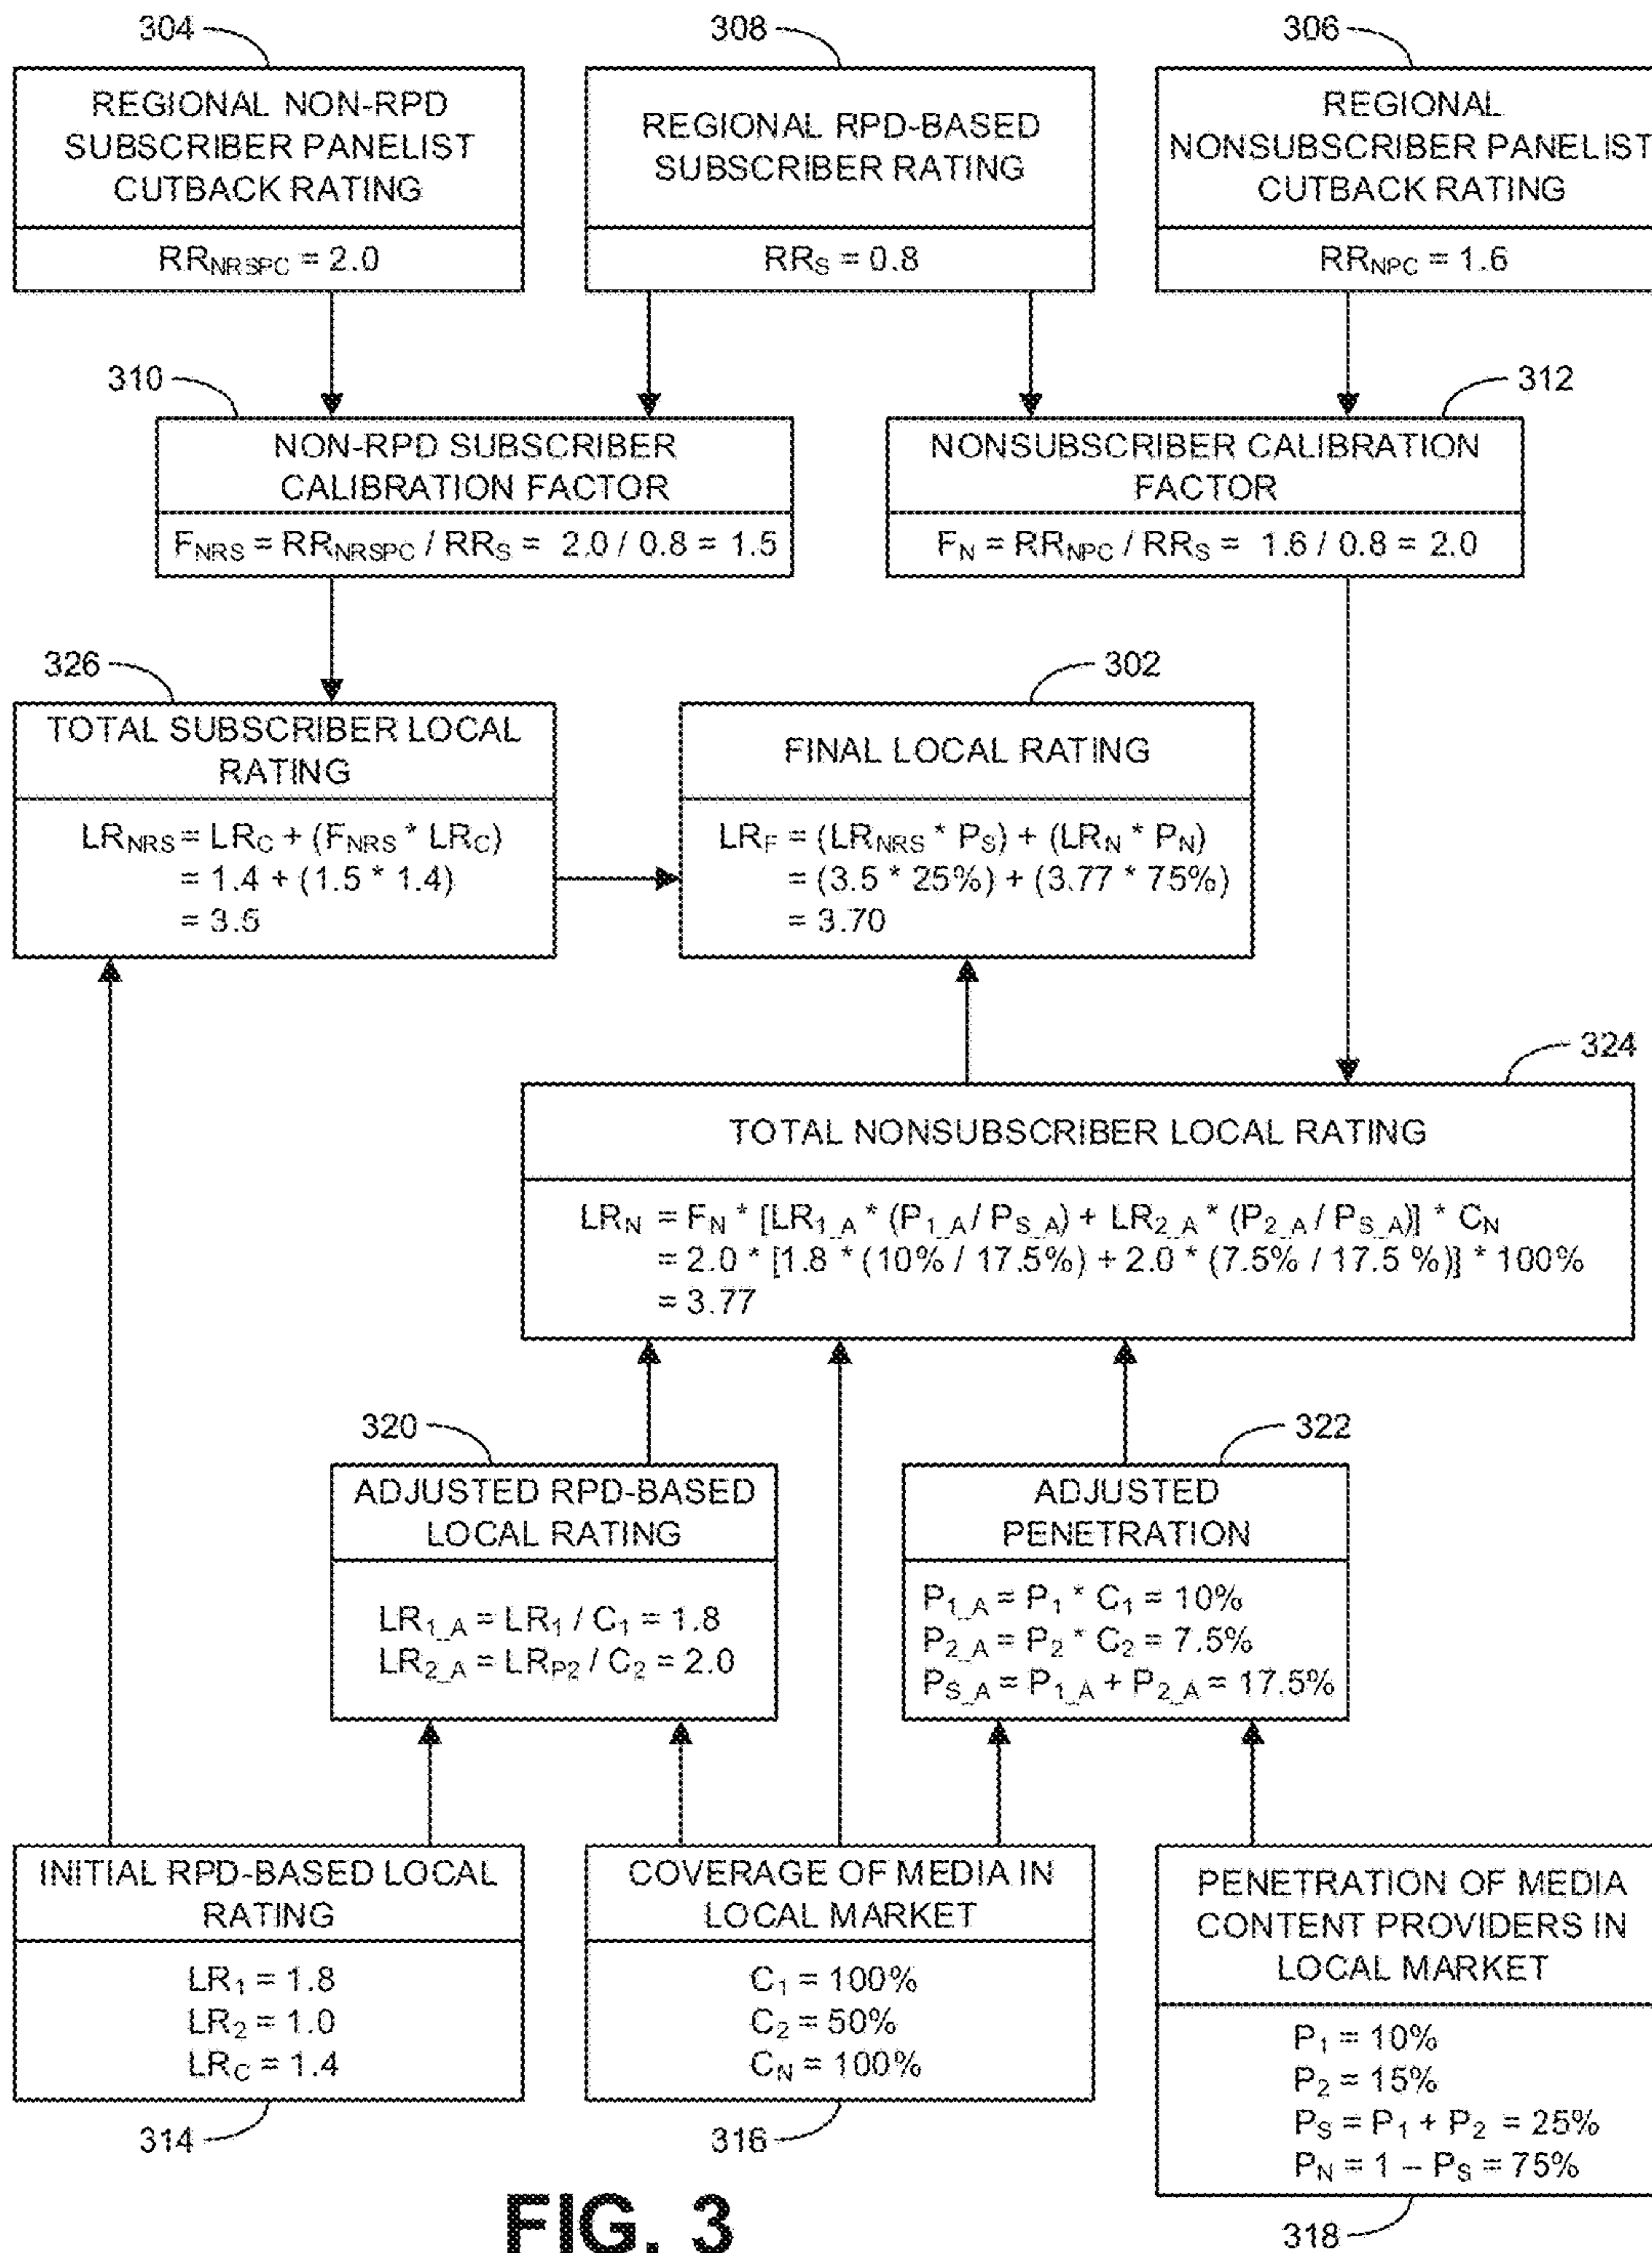 304
308
306
REGIONAL NON-RPD
SUBSCRIBER PANELIST
CUTBACK RATING
RR_NRSPC = 2.0
REGIONAL RPD-BASED
SUBSCRIBER RATING
RR_S = 0.8
REGIONAL
NONSUBSCRIBER PANELIST
CUTBACK RATING
RR_NPC = 1.6
310
312
NON-RPD SUBSCRIBER
CALIBRATION FACTOR
F_NRS = RR_NRSPC / RR_S = 2.0 / 0.8 = 1.5
NONSUBSCRIBER CALIBRATION
FACTOR
F_N = RR_NPC / RR_S = 1.6 / 0.8 = 2.0
326
302
TOTAL SUBSCRIBER LOCAL
RATING
LR_NRS = LR_C + (F_NRS * LR_C)
= 1.4 + (1.5 * 1.4)
= 3.5
FINAL LOCAL RATING
LR_F = (LR_NRS * P_S) + (LR_N * P_N)
= (3.5 * 25%) + (3.77 * 75%)
= 3.70
324
TOTAL NONSUBSCRIBER LOCAL RATING
LR_N = F_N * [LR_1_A * (P_1_A / P_S_A) + LR_2_A * (P_2_A / P_S_A)] * C_N
= 2.0 * [1.8 * (10% / 17.5%) + 2.0 * (7.5% / 17.5 %)] * 100%
= 3.77
320
322
ADJUSTED RPD-BASED
LOCAL RATING
LR_1_A = LR_1 / C_1 = 1.8
LR_2_A = LR_P2 / C_2 = 2.0
ADJUSTED
PENETRATION
P_1_A = P_1 * C_1 = 10%
P_2_A = P_2 * C_2 = 7.5%
P_S_A = P_1_A + P_2_A = 17.5%
INITIAL RPD-BASED LOCAL
RATING
LR_1 = 1.8
LR_2 = 1.0
LR_C = 1.4
COVERAGE OF MEDIA IN
LOCAL MARKET
C_1 = 100%
C_2 = 50%
C_N = 100%
PENETRATION OF MEDIA
CONTENT PROVIDERS IN
LOCAL MARKET
P_1 = 10%
P_2 = 15%
P_S = P_1 + P_2 = 25%
P_N = 1 – P_S = 75%
314
316
318
FIG. 3